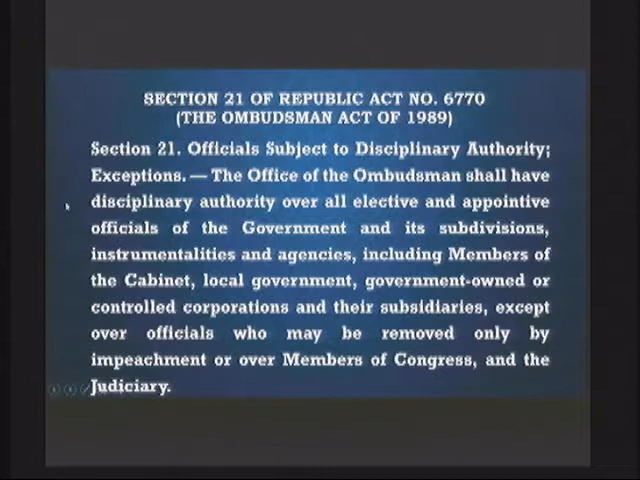 SECTION 21 OF REPUBLIC ACT NO. 6770
(THE OMBUDSMAN ACT OF 1989)
Section 21. Officials Subject to Disciplinary Authority;
Exceptions. — The Office of the Ombudsman shall have
disciplinary authority over all elective and appointive
officials of the Government and its subdivisions,
instrumentalities and agencies, including Members of
the Cabinet, local government, government-owned or
controlled corporations and their subsidiaries, except
over officials who may be removed only by
impeachment or over Members of Congress, and the
Judiciary.